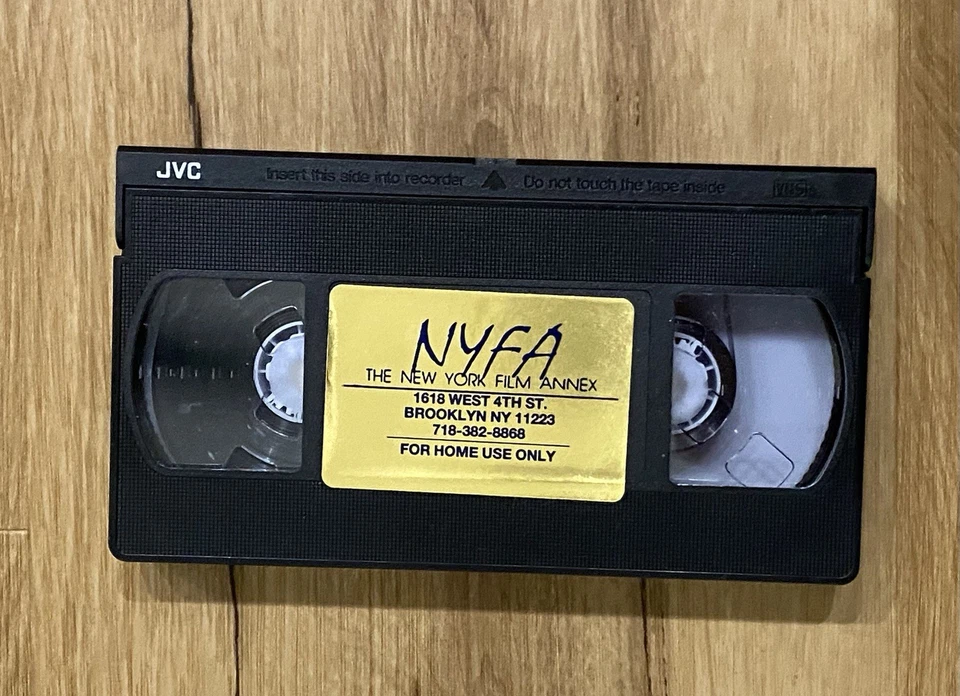 JVC Insert this side into recorder Do not touch the tape inside VHS
NYFA
THE NEW YORK FILM ANNEX
1618 WEST 4TH ST.
BROOKLYN NY 11223
718-382-8868
FOR HOME USE ONLY